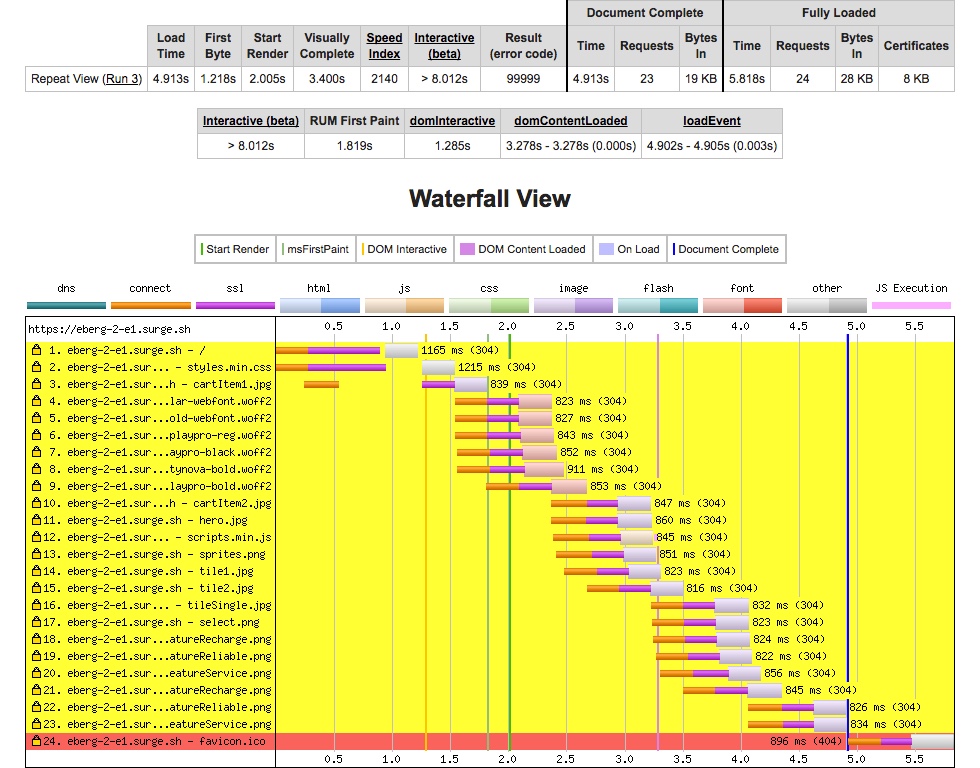 Document Complete Fully Loaded
Load Time First Byte Start Render Visually Complete Speed Index Interactive (beta) Result (error code) Time Requests Bytes In Time Requests Bytes In Certificates
Repeat View (Run 3) 4.913s 1.218s 2.005s 3.400s 2140 > 8.012s 99999 4.913s 23 19 KB 5.818s 24 28 KB 8 KB
Interactive (beta) RUM First Paint domInteractive domContentLoaded loadEvent
> 8.012s 1.819s 1.285s 3.278s - 3.278s (0.000s) 4.902s - 4.905s (0.003s)
Waterfall View
Start Render msFirstPaint DOM Interactive DOM Content Loaded On Load Document Complete
dns connect ssl html js css image flash font other JS Execution
https://eberg-2-e1.surge.sh 0.5 1.0 1.5 2.0 2.5 3.0 3.5 4.0 4.5 5.0 5.5
1. eberg-2-e1.surge.sh - / 1165 ms (304)
2. eberg-2-e1.sur... - styles.min.css 1215 ms (304)
3. eberg-2-e1.sur...h - cartItem1.jpg 839 ms (304)
4. eberg-2-e1.sur...lar-webfont.woff2 823 ms (304)
5. eberg-2-e1.sur...old-webfont.woff2 827 ms (304)
6. eberg-2-e1.sur...playpro-reg.woff2 843 ms (304)
7. eberg-2-e1.sur...aypro-black.woff2 852 ms (304)
8. eberg-2-e1.sur...tynova-bold.woff2 911 ms (304)
9. eberg-2-e1.sur...laypro-bold.woff2 853 ms (304)
10. eberg-2-e1.sur...h - cartItem2.jpg 847 ms (304)
11. eberg-2-e1.surge.sh - hero.jpg 860 ms (304)
12. eberg-2-e1.sur... - scripts.min.js 845 ms (304)
13. eberg-2-e1.surge.sh - sprites.png 851 ms (304)
14. eberg-2-e1.surge.sh - tile1.jpg 823 ms (304)
15. eberg-2-e1.surge.sh - tile2.jpg 816 ms (304)
16. eberg-2-e1.sur... - tileSingle.jpg 832 ms (304)
17. eberg-2-e1.surge.sh - select.png 823 ms (304)
18. eberg-2-e1.sur...atureRecharge.png 824 ms (304)
19. eberg-2-e1.sur...atureReliable.png 822 ms (304)
20. eberg-2-e1.sur...eatureService.png 856 ms (304)
21. eberg-2-e1.sur...atureRecharge.png 845 ms (304)
22. eberg-2-e1.sur...atureReliable.png 826 ms (304)
23. eberg-2-e1.sur...eatureService.png 834 ms (304)
24. eberg-2-e1.surge.sh - favicon.ico 896 ms (404)
0.5 1.0 1.5 2.0 2.5 3.0 3.5 4.0 4.5 5.0 5.5